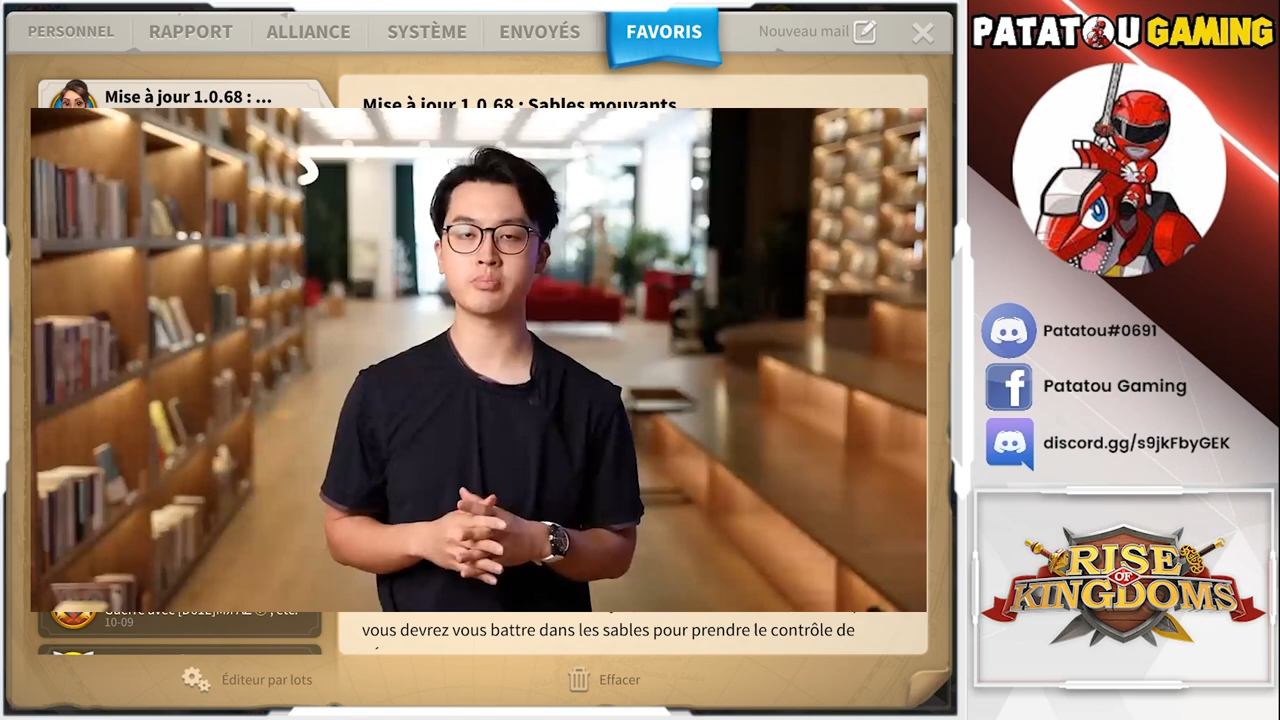 PERSONNEL
RAPPORT
ALLIANCE
SYSTÈME
ENVOYÉS
FAVORIS
Nouveau mail
Mise à jour 1.0.68 : ...
Mise à jour 1.0.68 : Sables mouvants
10-09
vous devrez vous battre dans les sables pour prendre le contrôle de
Éditeur par lots
Effacer
PATATOU GAMING
Patatou#0691
Patatou Gaming
discord.gg/s9jkFbyGEK
RISE
OF
KINGDOMS